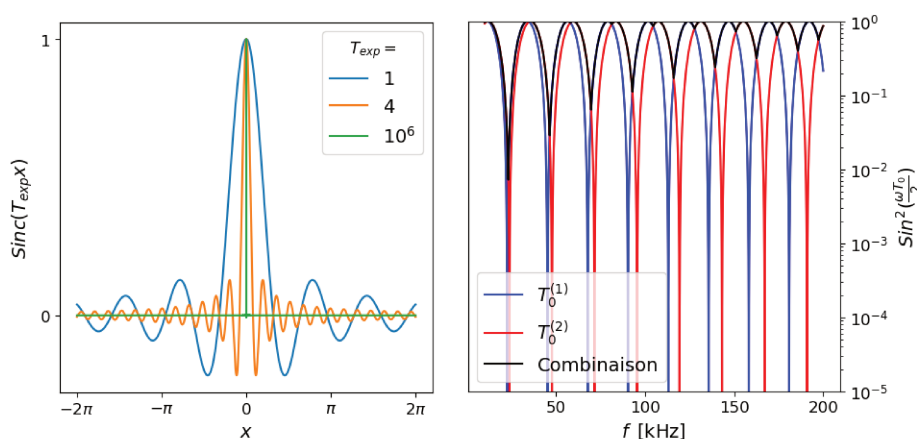 1
0
Sinc(T_exp x)
T_exp =
1
4
10^6
−2π
−π
0
π
2π
x
10^0
10^-1
10^-2
10^-3
10^-4
10^-5
Sin^2(ωT_0/2)
T_0^(1)
T_0^(2)
Combinaison
50
100
150
200
f [kHz]